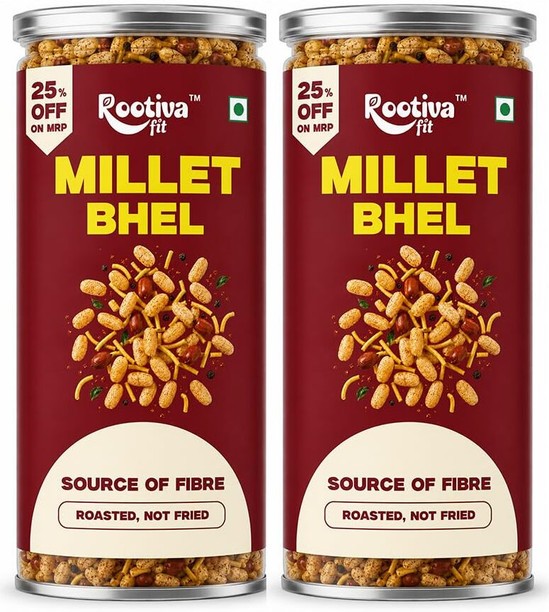 25%
OFF
ON MRP
Rootiva™
fit
MILLET
BHEL
SOURCE OF FIBRE
ROASTED, NOT FRIED
25%
OFF
ON MRP
Rootiva™
fit
MILLET
BHEL
SOURCE OF FIBRE
ROASTED, NOT FRIED